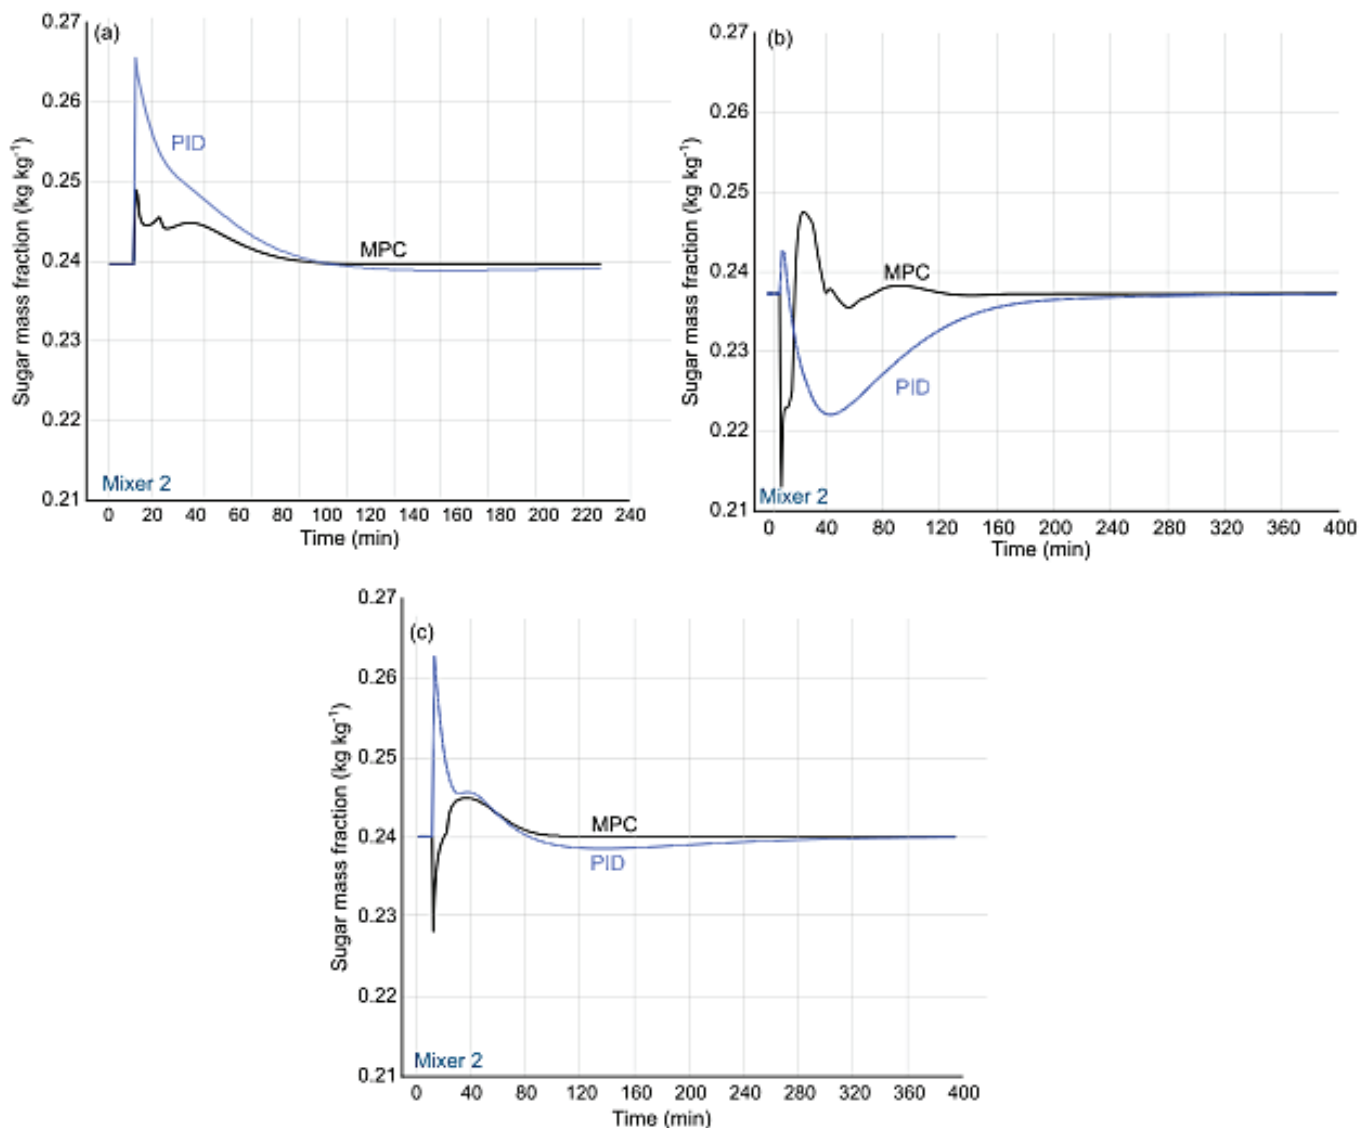 (a)
0.27
0.26
0.25
0.24
0.23
0.22
0.21
Sugar mass fraction (kg kg⁻¹)
PID
MPC
Mixer 2
0 20 40 60 60 80 100 120 140 160 180 200 220 240
Time (min)
(b)
0.27
0.26
0.25
0.24
0.23
0.22
0.21
Sugar mass fraction (kg kg⁻¹)
MPC
PID
Mixer 2
0 40 80 120 160 200 240 280 320 360 400
Time (min)
(c)
0.27
0.26
0.25
0.24
0.23
0.22
0.21
Sugar mass fraction (kg kg⁻¹)
MPC
PID
Mixer 2
0 40 80 120 160 200 240 280 320 360 400
Time (min)